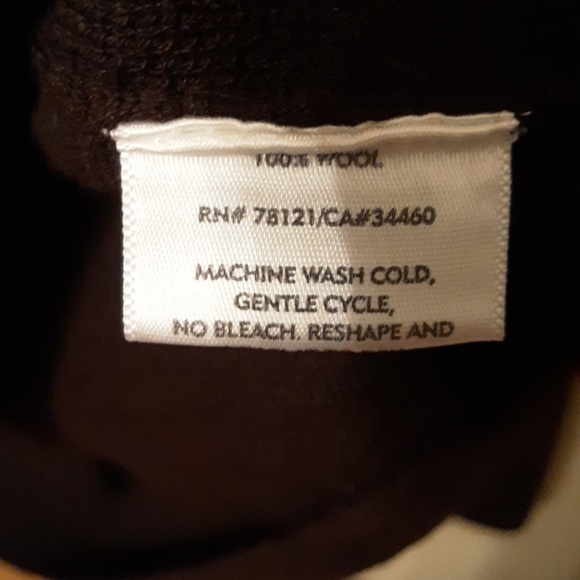 100% WOOL
RN# 78121/CA#34460
MACHINE WASH COLD,
GENTLE CYCLE,
NO BLEACH. RESHAPE AND